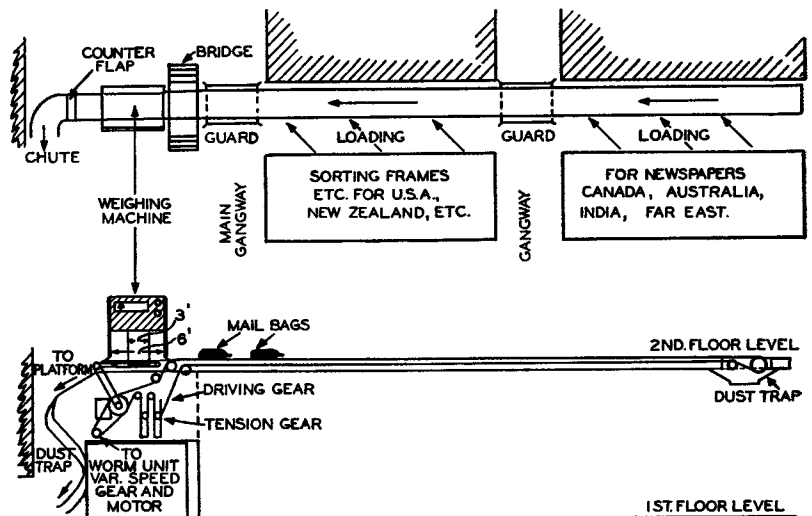 COUNTER
FLAP
BRIDGE
GUARD
LOADING
GUARD
LOADING
CHUTE
WEIGHING
MACHINE
MAIN
GANGWAY
SORTING FRAMES
ETC. FOR U.S.A.,
NEW ZEALAND, ETC.
GANGWAY
FOR NEWSPAPERS
CANADA, AUSTRALIA,
INDIA, FAR EAST.
3'
6'
MAIL BAGS
2ND. FLOOR LEVEL
TO
PLATFORM
DRIVING GEAR
DUST TRAP
TENSION GEAR
DUST
TRAP
TO
WORM UNIT
VAR. SPEED
GEAR AND
MOTOR
1ST. FLOOR LEVEL